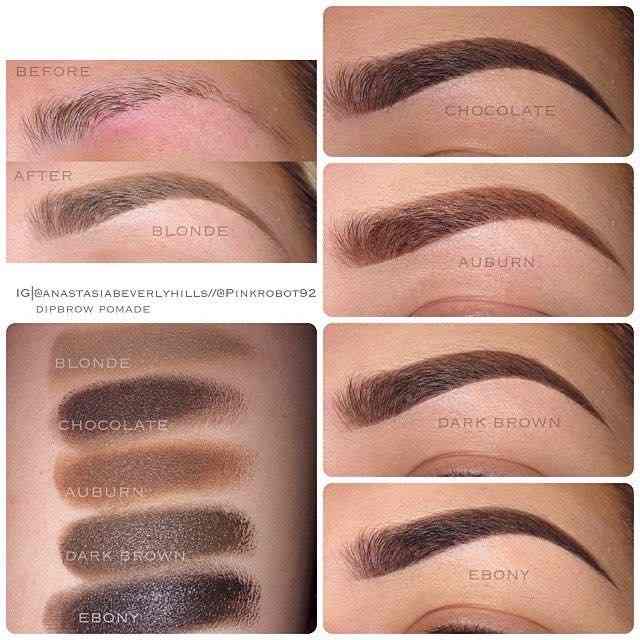 BEFORE
AFTER
BLONDE
IG|@ANASTASIABEVERLYHILLS//@PINKROBOT92
DIPBROW POMADE
BLONDE
CHOCOLATE
AUBURN
DARK BROWN
EBONY
CHOCOLATE
AUBURN
DARK BROWN
EBONY